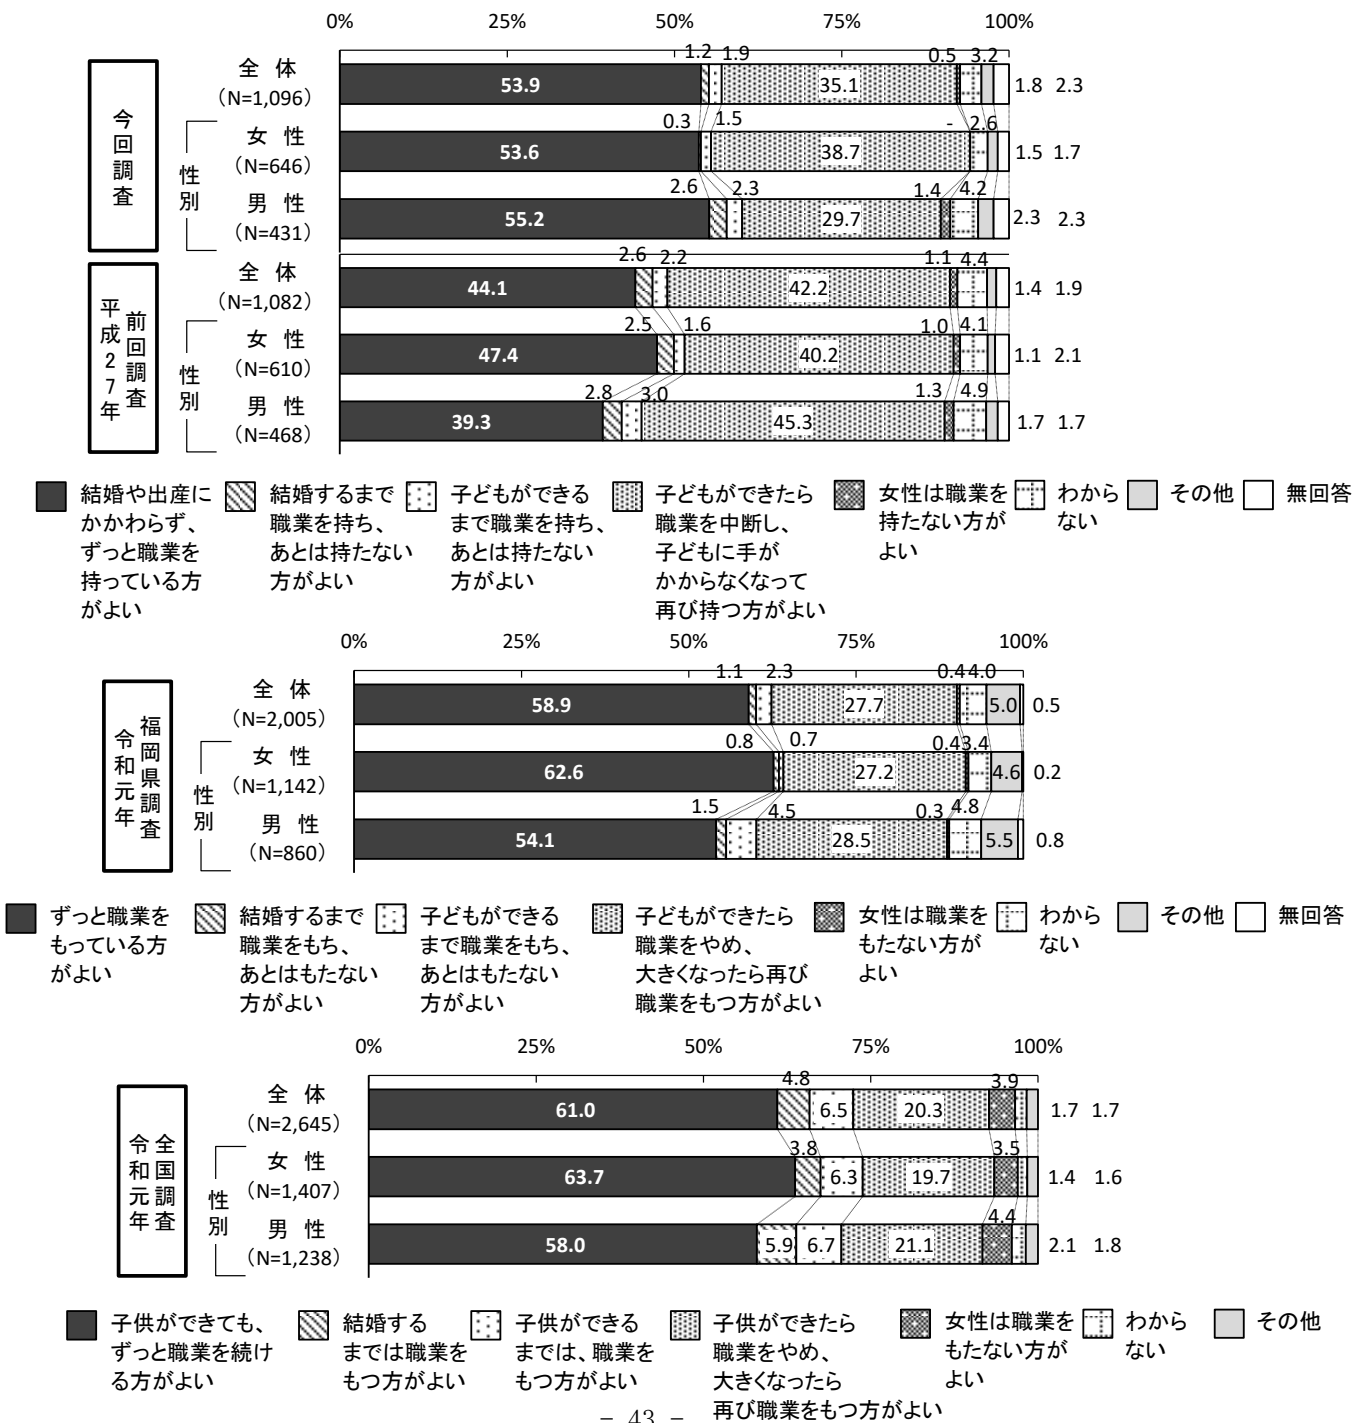 0% 25% 50% 75% 100%
今回調査
性別
1.2 1.9 0.5 3.2
全 体
(N=1,096)
53.9 35.1 1.8 2.3
0.3 1.5 - 2.6
女 性
(N=646)
53.6 38.7 1.5 1.7
2.6 2.3 1.4 4.2
男 性
(N=431)
55.2 29.7 2.3 2.3
平成27年
前回調査
性別
2.6 2.2 1.1 4.4
全 体
(N=1,082)
44.1 42.2 1.4 1.9
2.5 1.6 1.0 4.1
女 性
(N=610)
47.4 40.2 1.1 2.1
2.8 3.0 1.3 4.9
男 性
(N=468)
39.3 45.3 1.7 1.7
結婚や出産に
かかわらず、
ずっと職業を
持っている方
がよい
結婚するまで
職業を持ち、
あとは持たない
方がよい
子どもができる
まで職業を持ち、
あとは持たない
方がよい
子どもができたら
職業を中断し、
子どもに手が
かからなくなって
再び持つ方がよい
女性は職業を
持たない方が
よい
わから
ない
その他
無回答
0% 25% 50% 75% 100%
令和元年
福岡県調査
性別
1.1 2.3 0.4 4.0
全 体
(N=2,005)
58.9 27.7 5.0 0.5
0.8 0.7 0.4 3.4
女 性
(N=1,142)
62.6 27.2 4.6 0.2
1.5 4.5 0.3 4.8
男 性
(N=860)
54.1 28.5 5.5 0.8
ずっと職業を
もっている方
がよい
結婚するまで
職業をもち、
あとはもたない
方がよい
子どもができる
まで職業をもち、
あとはもたない
方がよい
子どもができたら
職業をやめ、
大きくなったら再び
職業をもつ方がよい
女性は職業を
もたない方が
よい
わから
ない
その他
無回答
0% 25% 50% 75% 100%
令和元年
全国調査
性別
4.8 3.9
全 体
(N=2,645)
61.0 6.5 20.3 1.7 1.7
3.8 3.5
女 性
(N=1,407)
63.7 6.3 19.7 1.4 1.6
4.4
男 性
(N=1,238)
58.0 5.9 6.7 21.1 2.1 1.8
子供ができても、
ずっと職業を続け
る方がよい
結婚する
までは職業を
もつ方がよい
子供ができる
までは、職業を
もつ方がよい
子供ができたら
職業をやめ、
大きくなったら
再び職業をもつ方がよい
女性は職業を
もたない方が
よい
わから
ない
その他
- 43 -